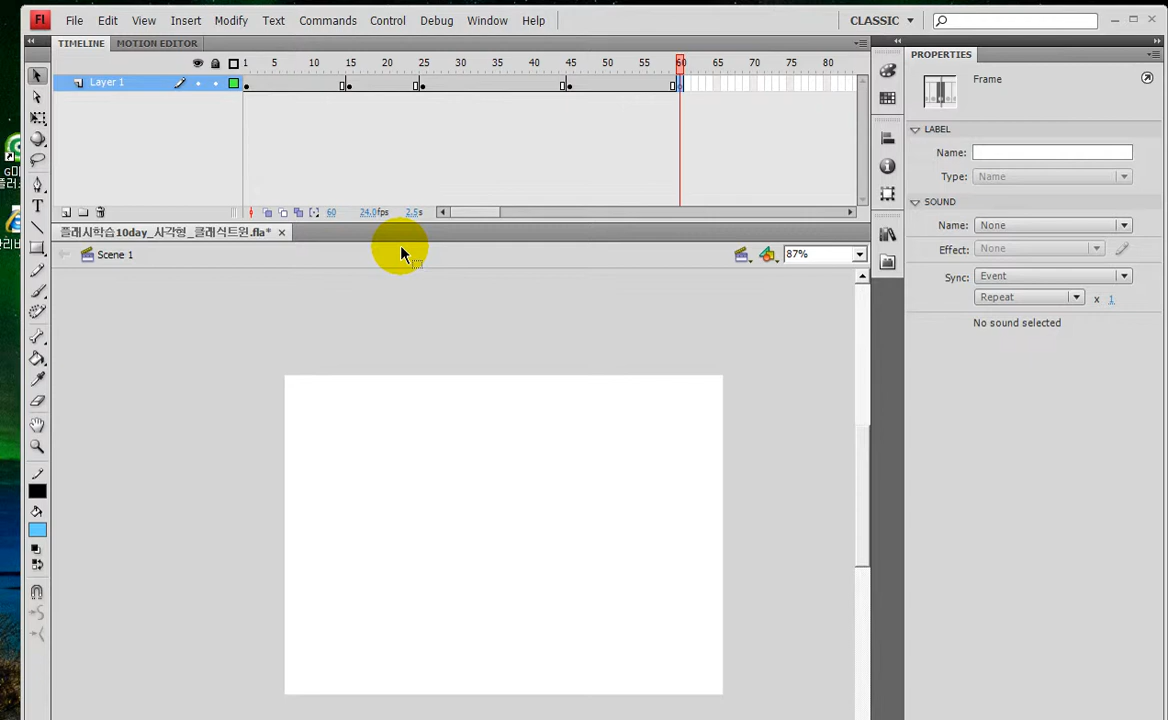 Fl File Edit View Insert Modify Text Commands Control Debug Window Help CLASSIC
TIMELINE MOTION EDITOR
1 5 10 15 20 25 30 35 40 45 50 55 60 65 70 75 80
Layer 1
60 24.0fps 2.5s
플래시학습10day_사각형_클래식트윈.fla*
Scene 1
87%
PROPERTIES
Frame
LABEL
Name:
Type: Name
SOUND
Name: None
Effect: None
Sync: Event
Repeat x 1
No sound selected